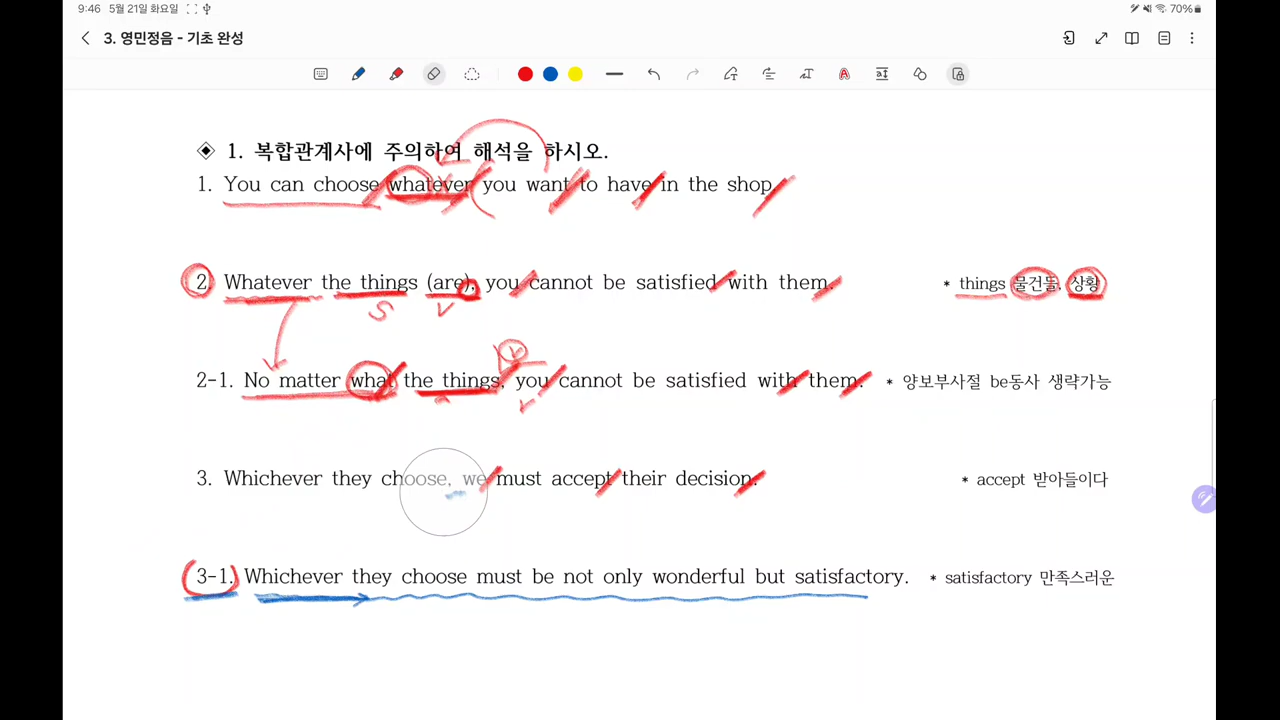 9:46 5월 21일 화요일 70%
3. 영민정음 - 기초 완성
◈ 1. 복합관계사에 주의하여 해석을 하시오.
1. You can choose whatever you want to have in the shop.
2. Whatever the things (are), you cannot be satisfied with them. * things 물건들, 상황
S V
2-1. No matter what the things, you cannot be satisfied with them. * 양보부사절 be동사 생략가능
3. Whichever they choose, we must accept their decision. * accept 받아들이다
3-1. Whichever they choose must be not only wonderful but satisfactory. * satisfactory 만족스러운